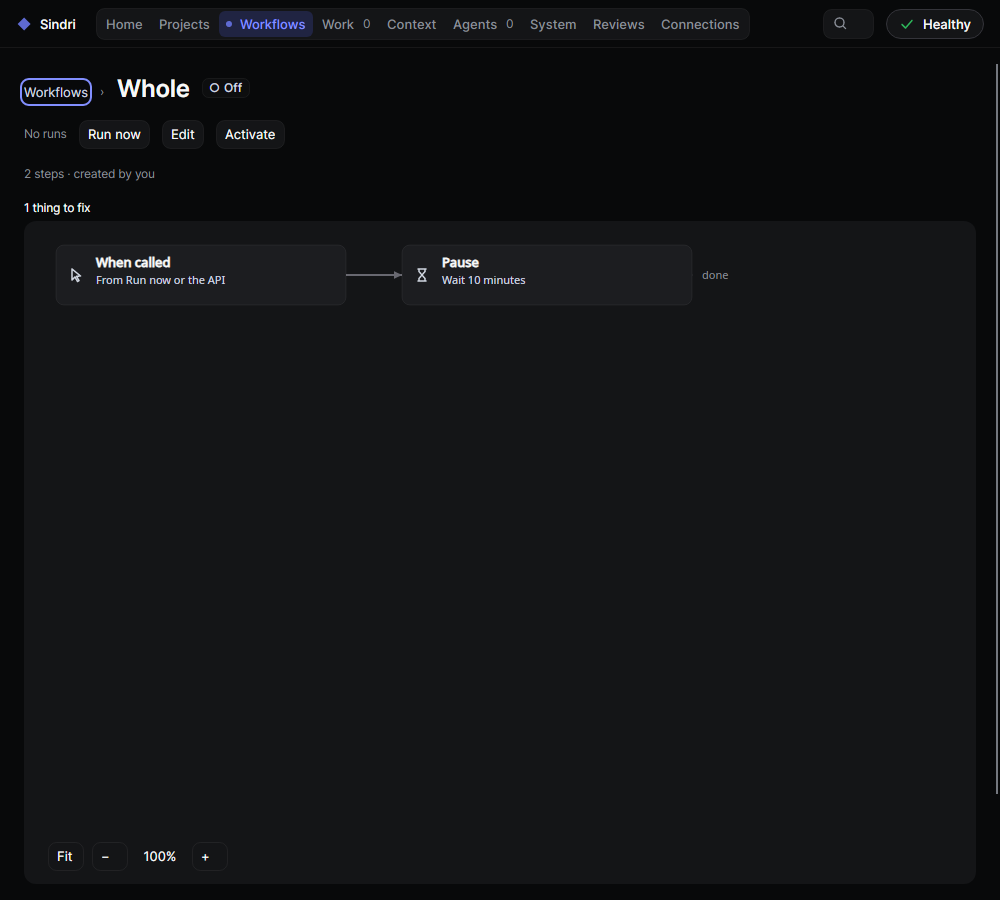 Sindri Home Projects Workflows Work 0 Context Agents 0 System Reviews Connections Healthy
Workflows › Whole Off
No runs Run now Edit Activate
2 steps · created by you
1 thing to fix
When called
From Run now or the API
Pause
Wait 10 minutes
done
Fit − 100% +